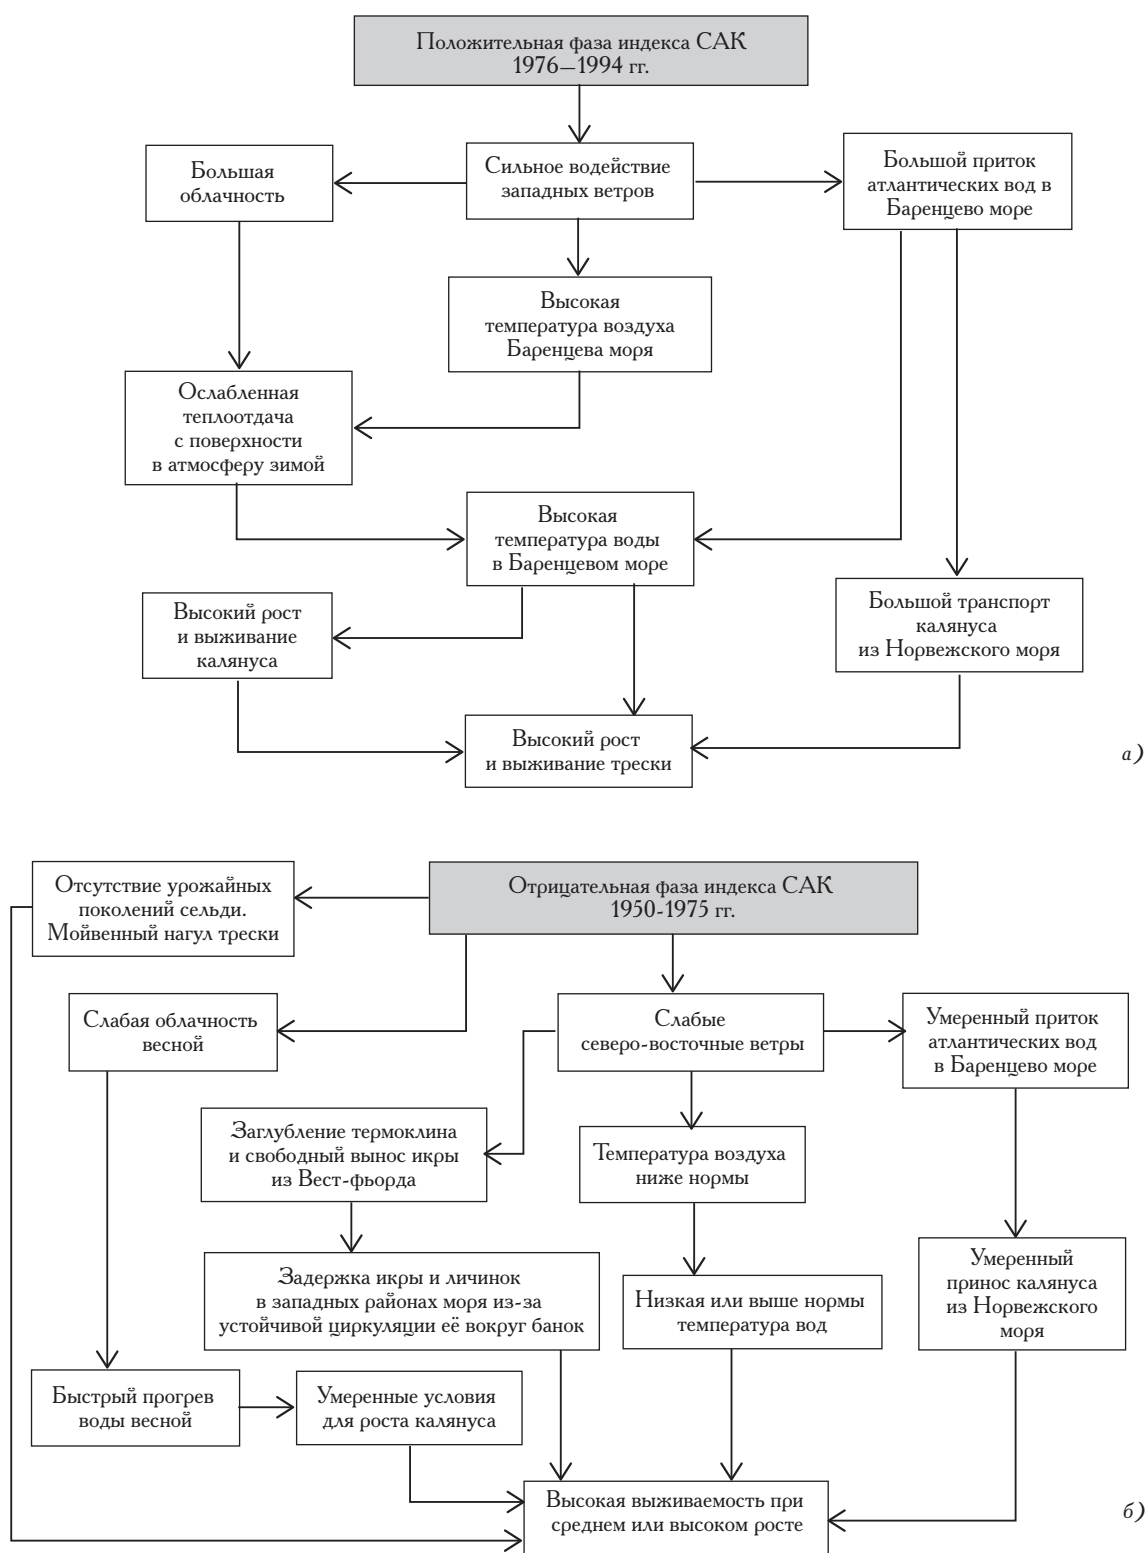 Положительная фаза индекса САК
1976—1994 гг.
Большая
облачность
Сильное водействие
западных ветров
Большой приток
атлантических вод в
Баренцево море
Высокая
температура воздуха
Баренцева моря
Ослабленная
теплоотдача
с поверхности
в атмосферу зимой
Высокая
температура воды
в Баренцевом море
Высокий рост
и выживание
калянуса
Большой транспорт
калянуса
из Норвежского моря
Высокий рост
и выживание трески
а)
Отсутствие урожайных
поколений сельди.
Мойвенный нагул трески
Отрицательная фаза индекса САК
1950-1975 гг.
Слабая облачность
весной
Слабые
северо-восточные ветры
Умеренный приток
атлантических вод
в Баренцево море
Заглубление термоклина
и свободный вынос икры
из Вест-фьорда
Температура воздуха
ниже нормы
Задержка икры и личинок
в западных районах моря из-за
устойчивой циркуляции её вокруг банок
Низкая или выше нормы
температура вод
Умеренный
принос калянуса
из Норвежского
моря
Быстрый прогрев
воды весной
Умеренные условия
для роста калянуса
Высокая выживаемость при
среднем или высоком росте
б)